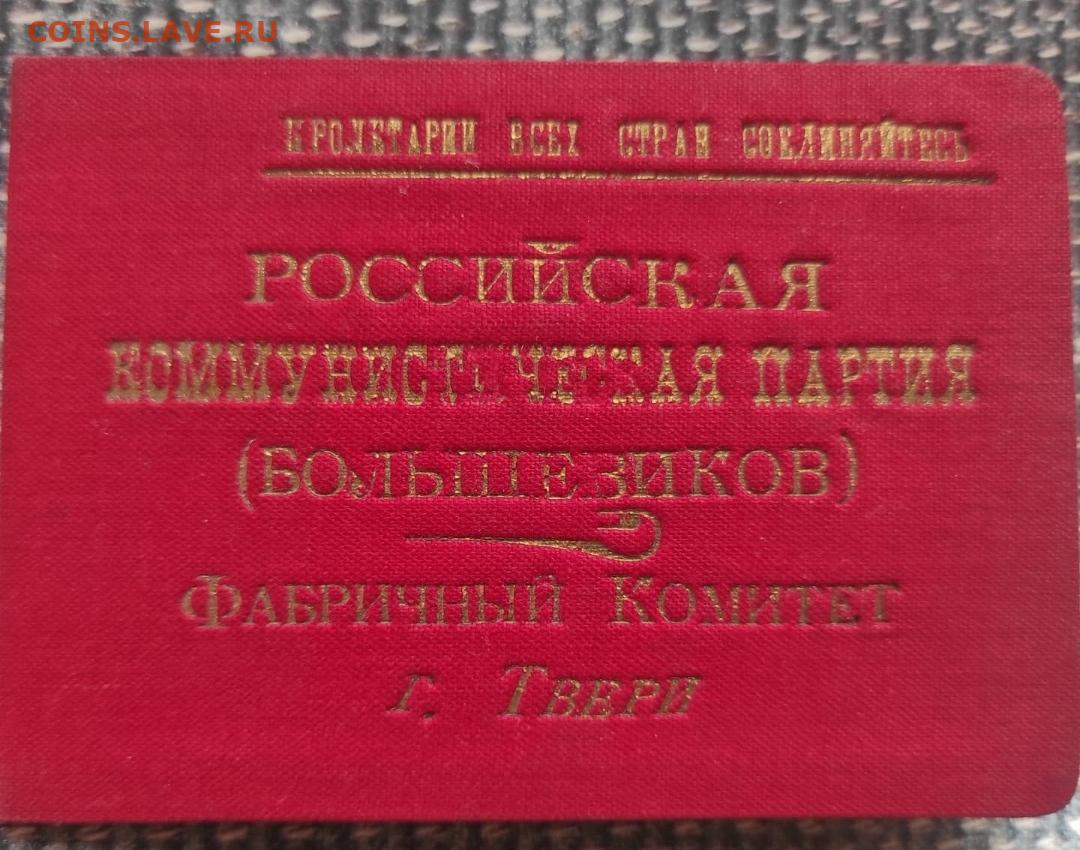 COINS.LAVE.RU
ПРОЛЕТАРИИ ВСЕХ СТРАН СОЕДИНЯЙТЕСЬ
РОССИЙСКАЯ
КОММУНИСТИЧЕСКАЯ ПАРТИЯ
(БОЛЬШЕВИКОВ)
ФАБРИЧНЫЙ КОМИТЕТ
г. ТВЕРИ